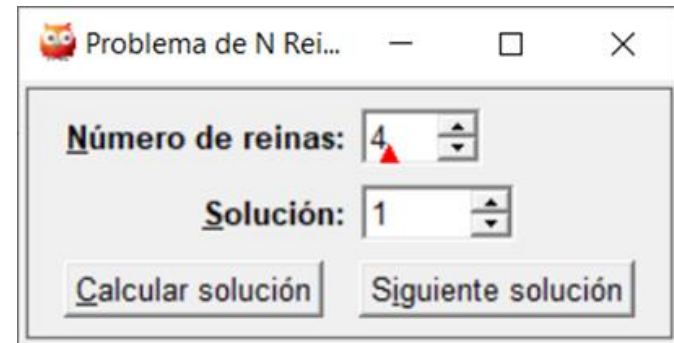 Problema de N Rei...
Número de reinas: 4
Solución: 1
Calcular solución Siguiente solución